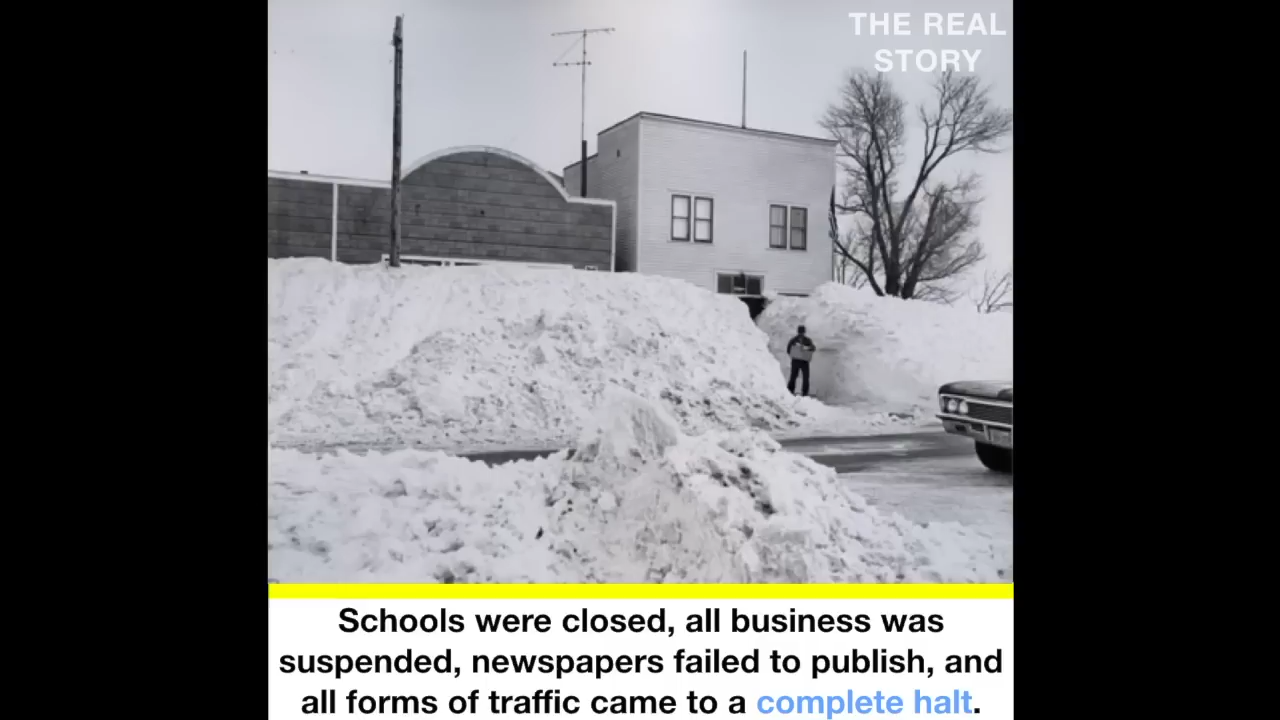 THE REAL
STORY
Schools were closed, all business was
suspended, newspapers failed to publish, and
all forms of traffic came to a complete halt.